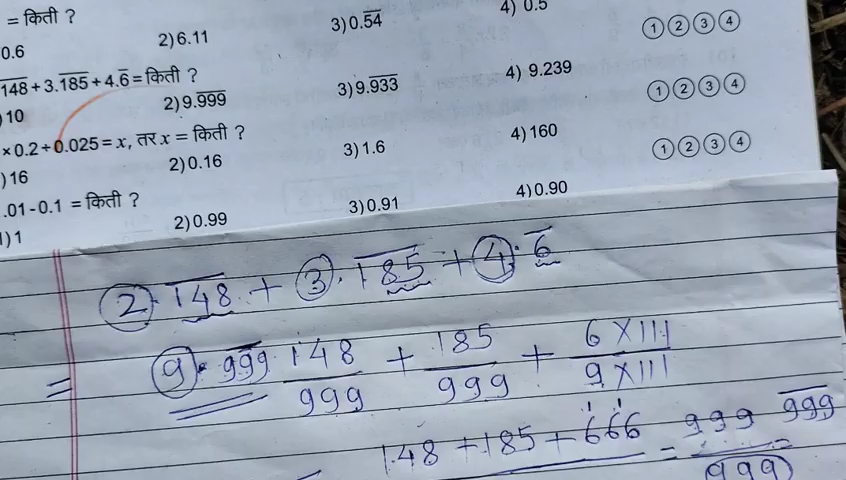 = किती ?
0.6 2) 6.11 3) 0.5̅4̅ 4) 0.5 ① ② ③ ④
1̅4̅8̅ + 3.1̅8̅5̅ + 4.6̅ = किती ?
) 10 2) 9.9̅9̅9̅ 3) 9.9̅3̅3̅ 4) 9.239 ① ② ③ ④
× 0.2 ÷ 0.025 = x, तर x = किती ?
) 16 2) 0.16 3) 1.6 4) 160 ① ② ③ ④
.01 - 0.1 = किती ?
1) 1 2) 0.99 3) 0.91 4) 0.90
2.1̅4̅8̅ + 3.1̅8̅5̅ + 4.6̅
= 9.9̅9̅9̅ 148/999 + 185/999 + 6×111/9×111
148 + 185 + 666 = 999/999 9̅9̅9̅